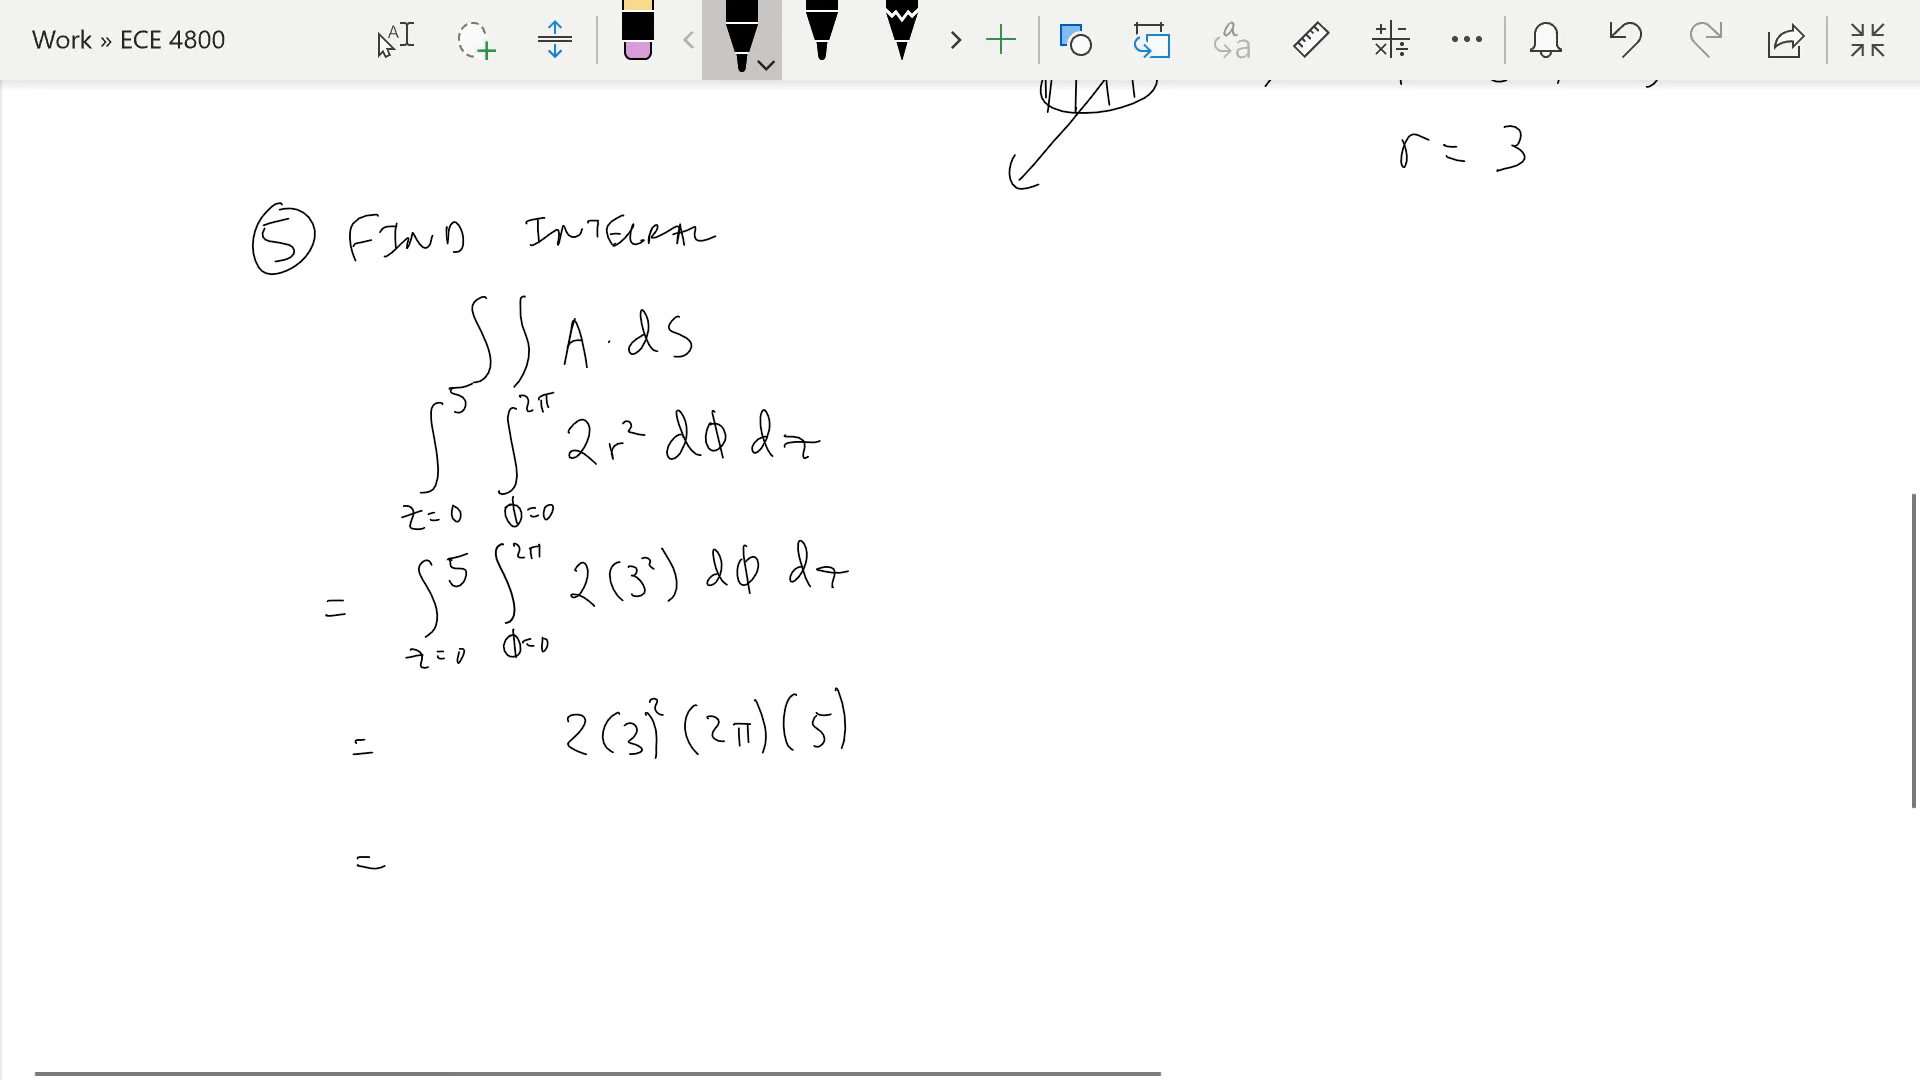 Work » ECE 4800
r = 3
⑤ FIND INTEGRAL
∫∫ A · dS
∫_{z=0}^{5} ∫_{ϕ=0}^{2π} 2r² dϕ dz
= ∫_{z=0}^{5} ∫_{ϕ=0}^{2π} 2(3²) dϕ dz
= 2(3)²(2π)(5)
=